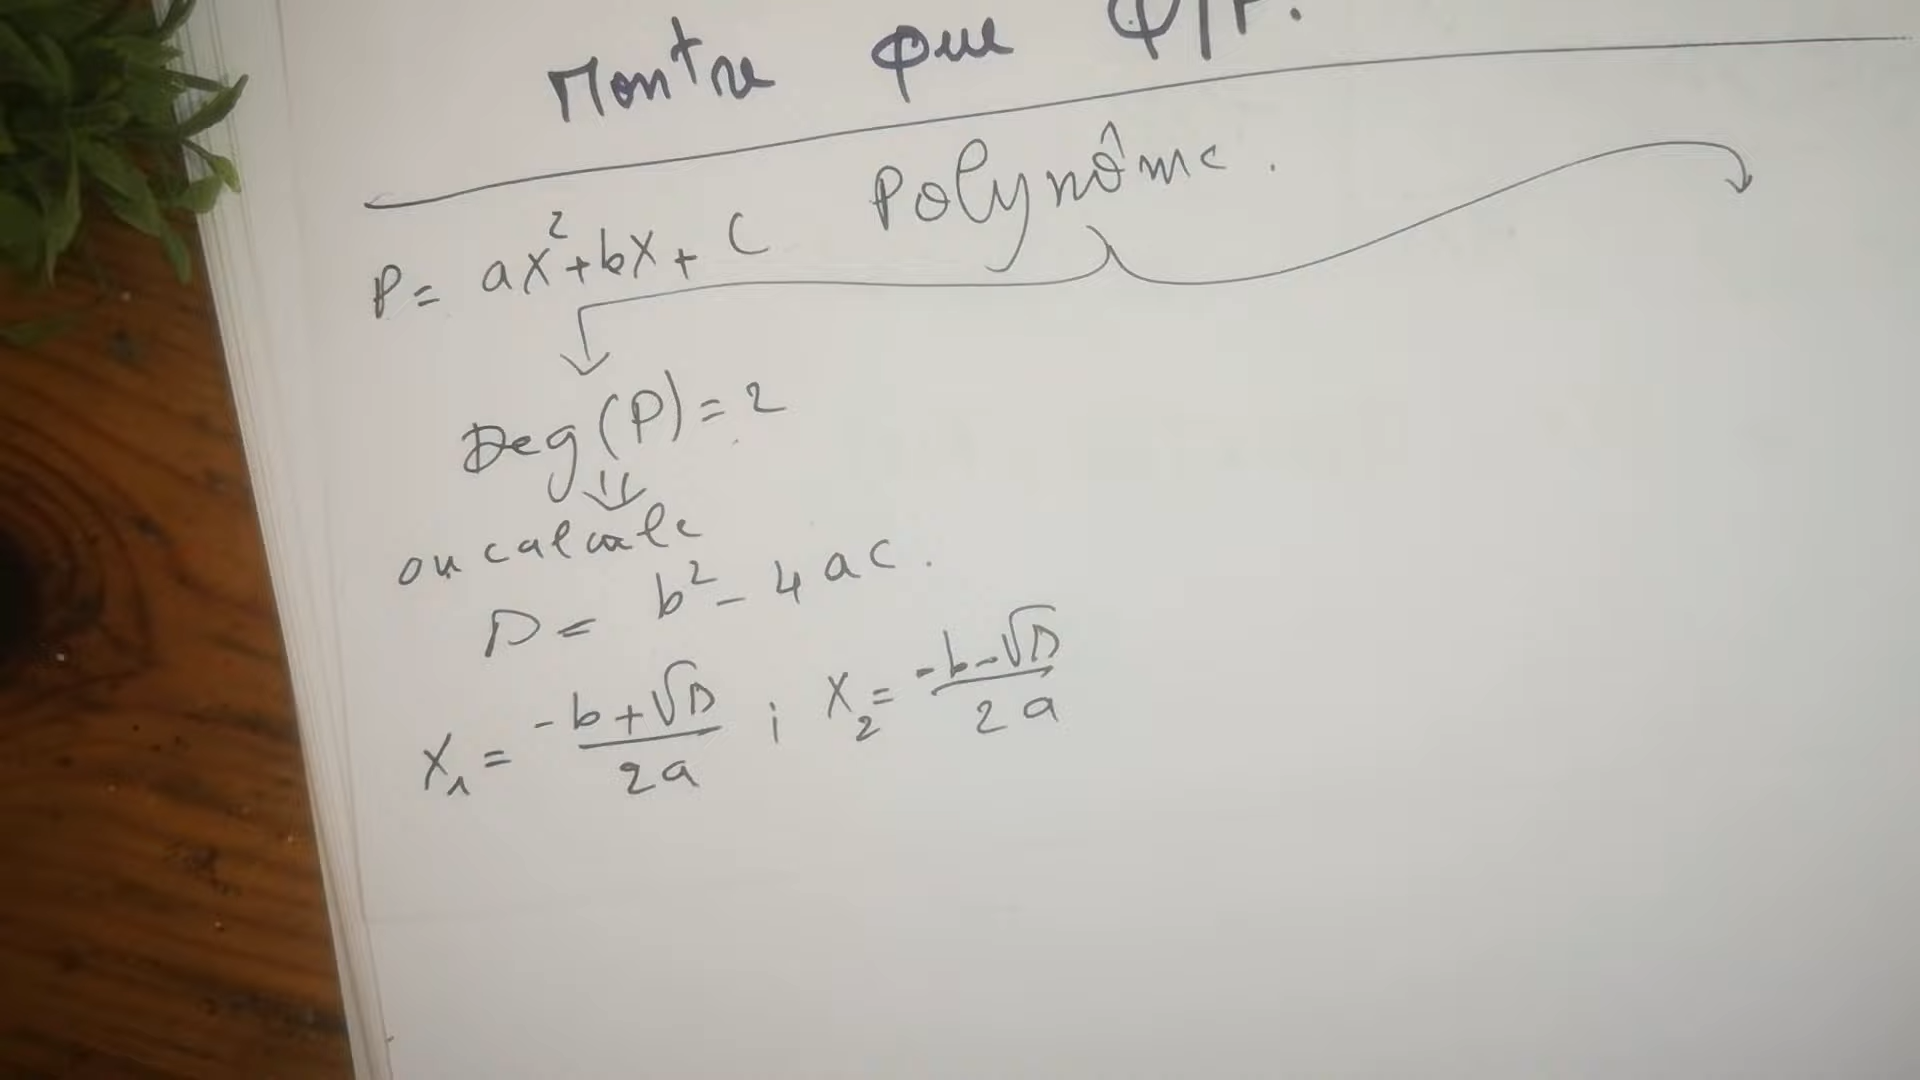 Montre que Q/P.
Polynôme.
P = aX²+bX+C
Deg(P)=2
on calcule
D = b²-4ac.
X₁ = -b+√D/2a ; X₂ = -b-√D/2a